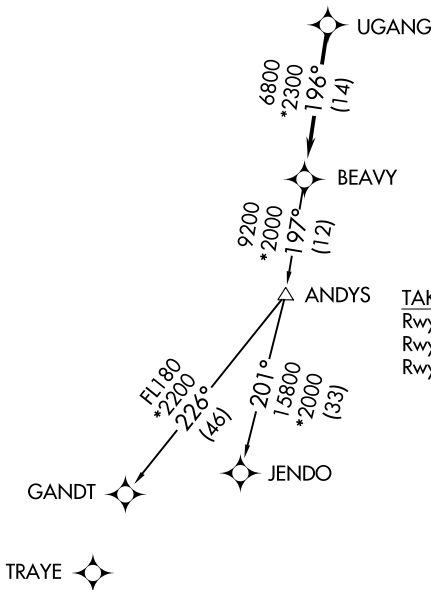 UGANG
6800
*2300
196°
(14)
BEAVY
9200
*2000
197°
(12)
ANDYS
TAK
Rwy
Rwy
Rwy
FL180
*2200
226°
(46)
201°
15800
*2000
(33)
JENDO
GANDT
TRAYE